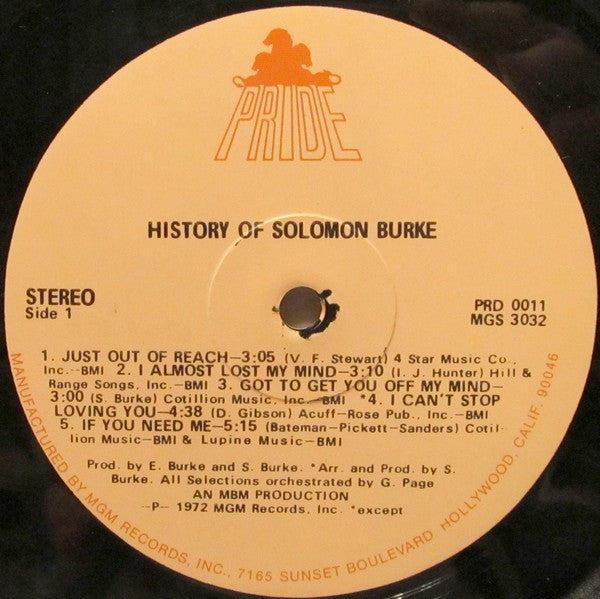 PRIDE
HISTORY OF SOLOMON BURKE
STEREO
Side 1
PRD 0011
MGS 3032
1. JUST OUT OF REACH—3:05 (V. F. Stewart) 4 Star Music Co.,
Inc.—BMI 2. I ALMOST LOST MY MIND—3:10 (I. J. Hunter) Hill &
Range Songs, Inc.—BMI 3. GOT TO GET YOU OFF MY MIND—
3:00 (S. Burke) Cotillion Music, Inc.—BMI *4. I CAN'T STOP
LOVING YOU—4:38 (D. Gibson) Acuff—Rose Pub., Inc.—BMI
5. IF YOU NEED ME—5:15 (Bateman—Pickett—Sanders) Cotil-
lion Music—BMI & Lupine Music—BMI
Prod. by E. Burke and S. Burke. *Arr. and Prod. by S.
Burke. All Selections orchestrated by G. Page
AN MBM PRODUCTION
—P— 1972 MGM Records, Inc. *except
MANUFACTURED BY MGM RECORDS, INC., 7165 SUNSET BOULEVARD HOLLYWOOD, CALIF. 90046